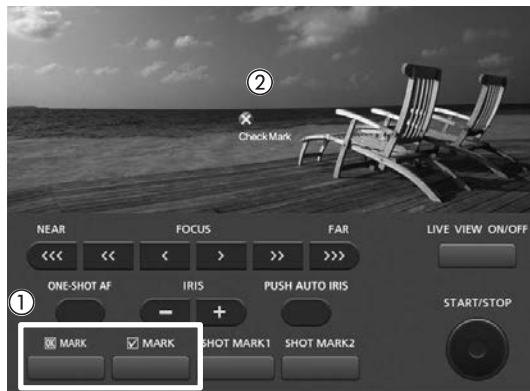 ②
Check Mark
NEAR FOCUS FAR LIVE VIEW ON/OFF
<<< << < > >> >>>
ONE-SHOT AF IRIS PUSH AUTO IRIS
− +
START/STOP
①
OK MARK ☑ MARK SHOT MARK1 SHOT MARK2